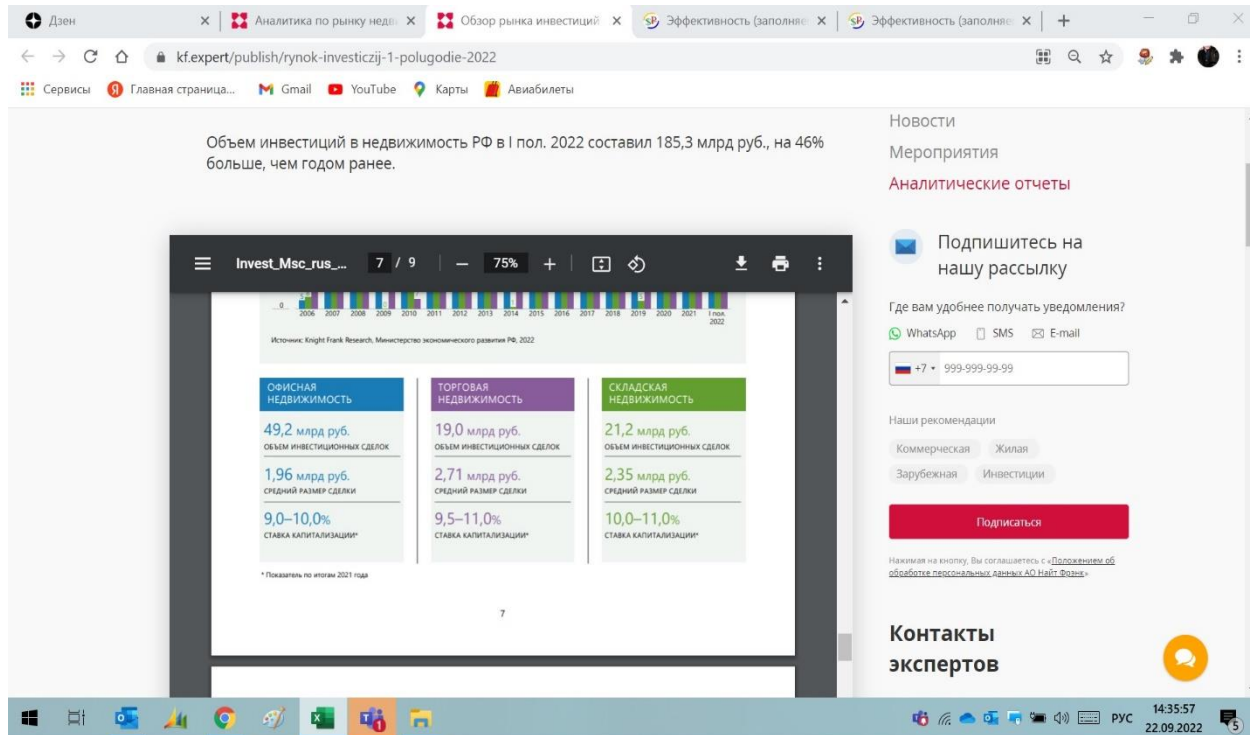 Дзен
Аналитика по рынку недв
Обзор рынка инвестиций
Эффективность (заполняе
Эффективность (заполняе
kf.expert/publish/rynok-investiczij-1-polugodie-2022
Сервисы
Главная страница...
Gmail
YouTube
Карты
Авиабилеты
Объем инвестиций в недвижимость РФ в I пол. 2022 составил 185,3 млрд руб., на 46%
больше, чем годом ранее.
Invest_Msc_rus_...
7 / 9
75%
0
2006 2007 2008 2009 2010 2011 2012 2013 2014 2015 2016 2017 2018 2019 2020 2021 I пол.
2022
Источник: Knight Frank Research, Министерство экономического развития РФ, 2022
ОФИСНАЯ
НЕДВИЖИМОСТЬ
49,2 млрд руб.
ОБЪЕМ ИНВЕСТИЦИОННЫХ СДЕЛОК
1,96 млрд руб.
СРЕДНИЙ РАЗМЕР СДЕЛКИ
9,0–10,0%
СТАВКА КАПИТАЛИЗАЦИИ*
ТОРГОВАЯ
НЕДВИЖИМОСТЬ
19,0 млрд руб.
ОБЪЕМ ИНВЕСТИЦИОННЫХ СДЕЛОК
2,71 млрд руб.
СРЕДНИЙ РАЗМЕР СДЕЛКИ
9,5–11,0%
СТАВКА КАПИТАЛИЗАЦИИ*
СКЛАДСКАЯ
НЕДВИЖИМОСТЬ
21,2 млрд руб.
ОБЪЕМ ИНВЕСТИЦИОННЫХ СДЕЛОК
2,35 млрд руб.
СРЕДНИЙ РАЗМЕР СДЕЛКИ
10,0–11,0%
СТАВКА КАПИТАЛИЗАЦИИ*
* Показатель по итогам 2021 года
7
Новости
Мероприятия
Аналитические отчеты
Подпишитесь на
нашу рассылку
Где вам удобнее получать уведомления?
WhatsApp SMS E-mail
+7 999-999-99-99
Наши рекомендации
Коммерческая Жилая
Зарубежная Инвестиции
Подписаться
Нажимая на кнопку, Вы соглашаетесь с «Положением об
обработке персональных данных АО Найт Фрэнк».
Контакты
экспертов
РУС
14:35:57
22.09.2022